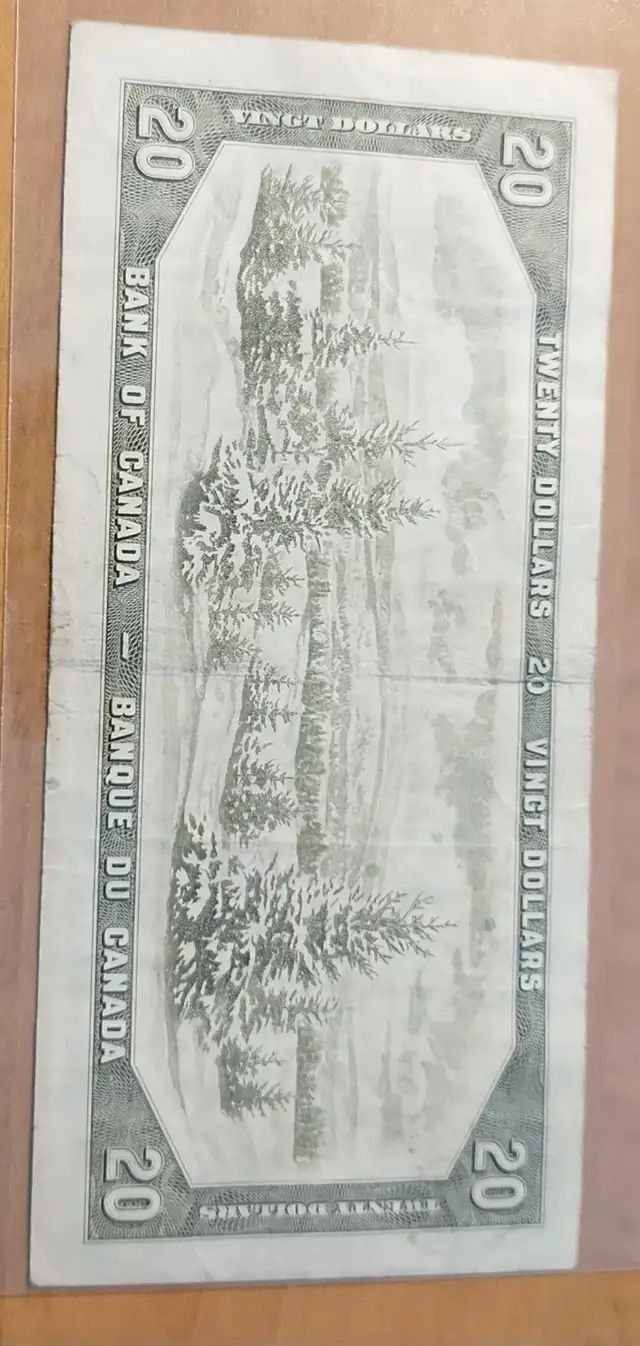 20 TWENTY DOLLARS 20 VINGT DOLLARS 20
VINGT DOLLARS
TWENTY DOLLARS
20 BANK OF CANADA — BANQUE DU CANADA 20